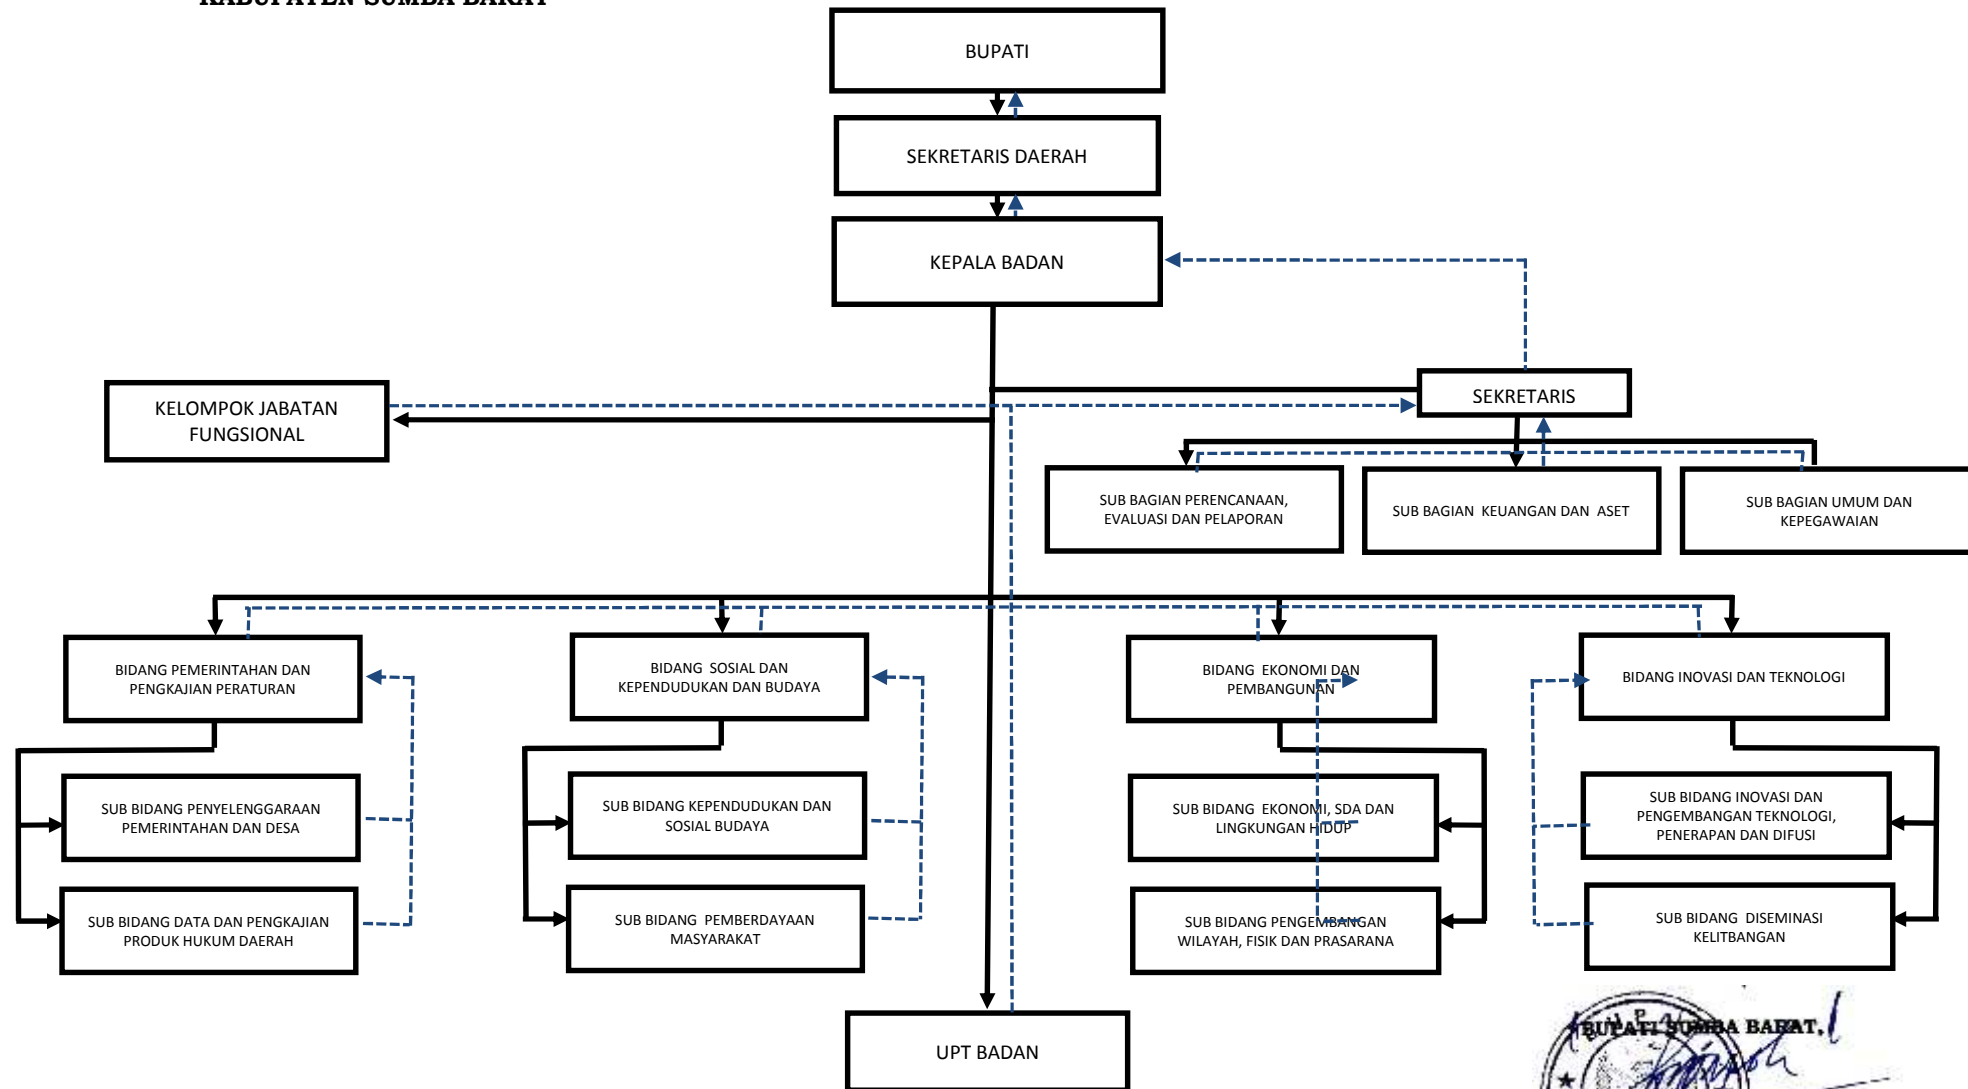 KABUPATEN SUMBA BARAT
BUPATI
SEKRETARIS DAERAH
KEPALA BADAN
KELOMPOK JABATAN
FUNGSIONAL
SEKRETARIS
SUB BAGIAN PERENCANAAN,
EVALUASI DAN PELAPORAN
SUB BAGIAN KEUANGAN DAN ASET
SUB BAGIAN UMUM DAN
KEPEGAWAIAN
BIDANG PEMERINTAHAN DAN
PENGKAJIAN PERATURAN
BIDANG SOSIAL DAN
KEPENDUDUKAN DAN BUDAYA
BIDANG EKONOMI DAN
PEMBANGUNAN
BIDANG INOVASI DAN TEKNOLOGI
SUB BIDANG PENYELENGGARAAN
PEMERINTAHAN DAN DESA
SUB BIDANG KEPENDUDUKAN DAN
SOSIAL BUDAYA
SUB BIDANG EKONOMI, SDA DAN
LINGKUNGAN HIDUP
SUB BIDANG INOVASI DAN
PENGEMBANGAN TEKNOLOGI,
PENERAPAN DAN DIFUSI
SUB BIDANG DATA DAN PENGKAJIAN
PRODUK HUKUM DAERAH
SUB BIDANG PEMBERDAYAAN
MASYARAKAT
SUB BIDANG PENGEMBANGAN
WILAYAH, FISIK DAN PRASARANA
SUB BIDANG DISEMINASI
KELITBANGAN
UPT BADAN
BUPATI SUMBA BARAT,